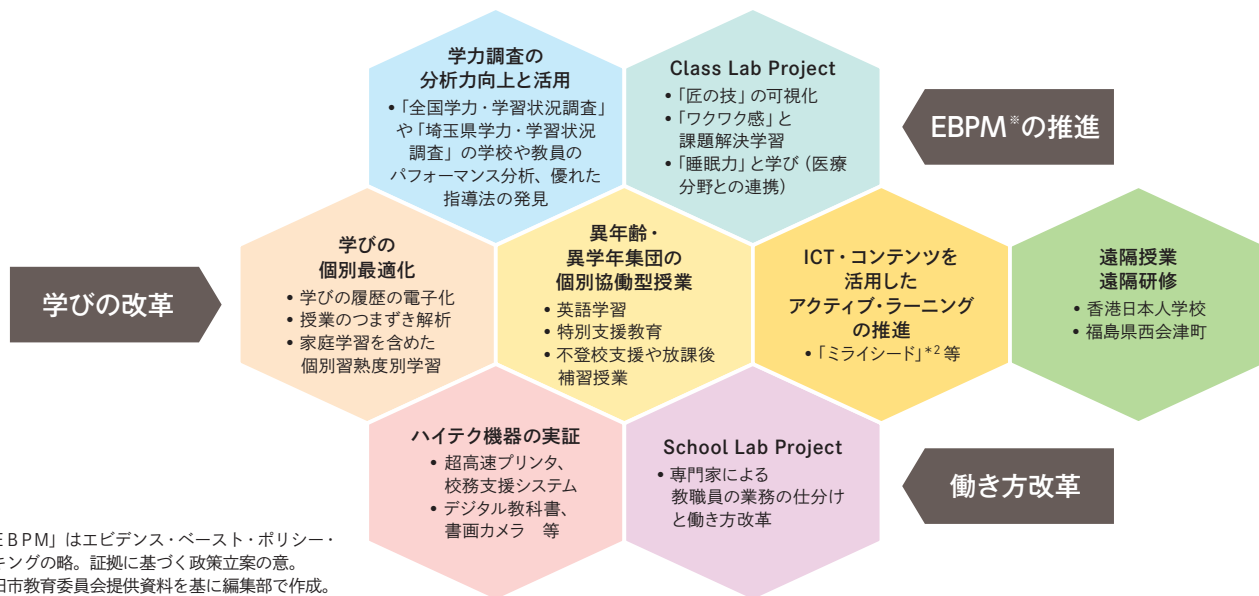 学力調査の
分析力向上と活用
• 「全国学力・学習状況調査」
や「埼玉県学力・学習状況
調査」の学校や教員の
パフォーマンス分析、優れた
指導法の発見
Class Lab Project
• 「匠の技」の可視化
• 「ワクワク感」と
課題解決学習
• 「睡眠力」と学び（医療
分野との連携）
EBPM※の推進
学びの改革
学びの
個別最適化
• 学びの履歴の電子化
• 授業のつまずき解析
• 家庭学習を含めた
個別習熟度別学習
異年齢・
異学年集団の
個別協働型授業
• 英語学習
• 特別支援教育
• 不登校支援や放課後
補習授業
ICT・コンテンツを
活用した
アクティブ・ラーニング
の推進
• 「ミライシード」*2 等
遠隔授業
遠隔研修
• 香港日本人学校
• 福島県西会津町
ハイテク機器の実証
• 超高速プリンタ、
校務支援システム
• デジタル教科書、
書画カメラ　等
School Lab Project
• 専門家による
教職員の業務の仕分け
と働き方改革
働き方改革
EBPM」はエビデンス・ベースト・ポリシー・
キングの略。証拠に基づく政策立案の意。
田市教育委員会提供資料を基に編集部で作成。